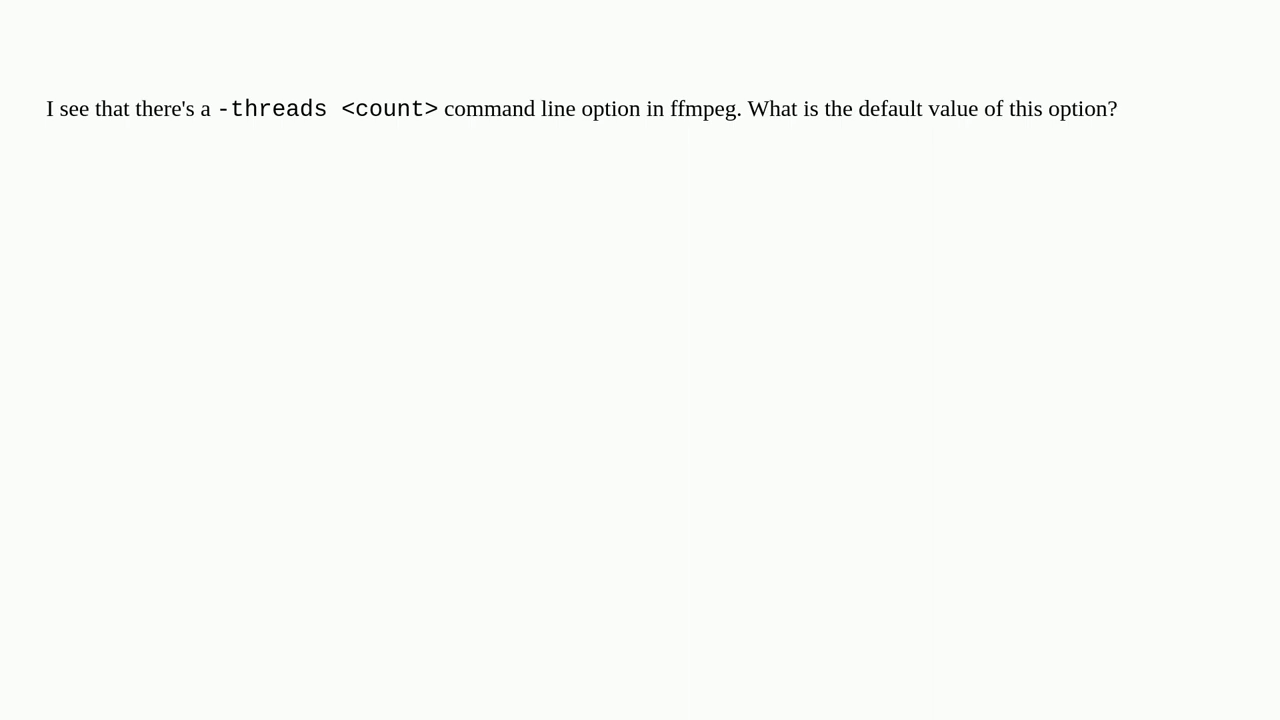 I see that there's a -threads <count> command line option in ffmpeg. What is the default value of this option?